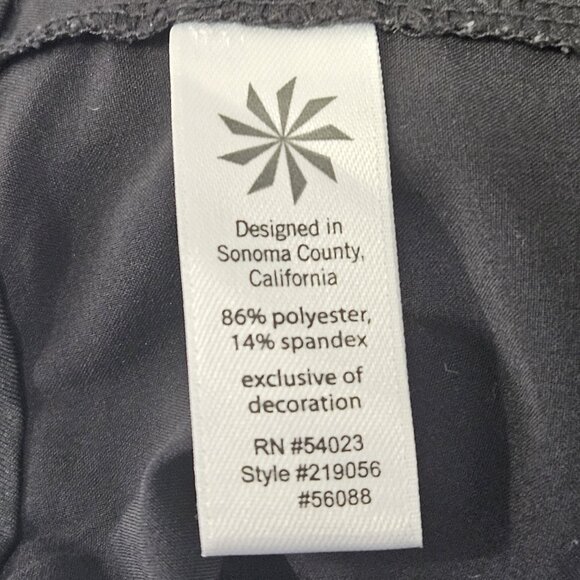 Designed in
Sonoma County,
California
86% polyester,
14% spandex
exclusive of
decoration
RN #54023
Style #219056
#56088